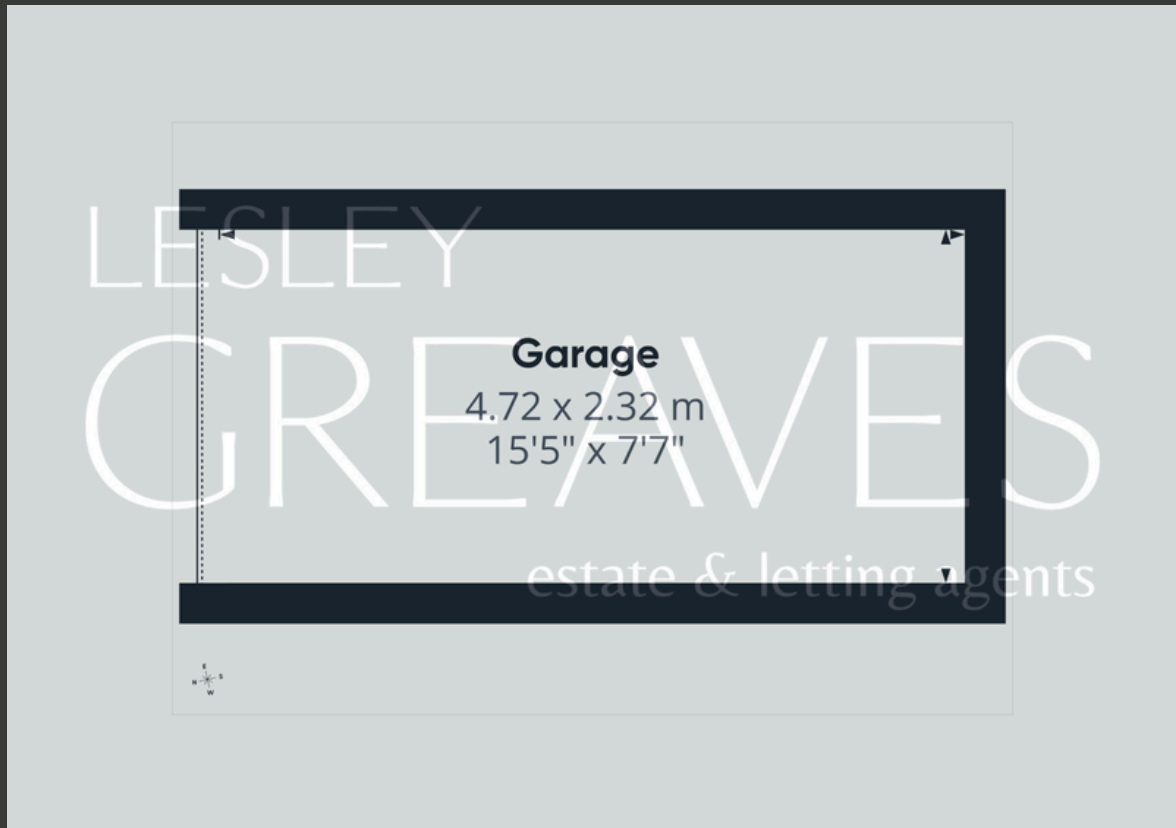 LESLEY
GREAVES
Garage
4.72 x 2.32 m
15'5" x 7'7"
estate & letting agents
E
N S
W